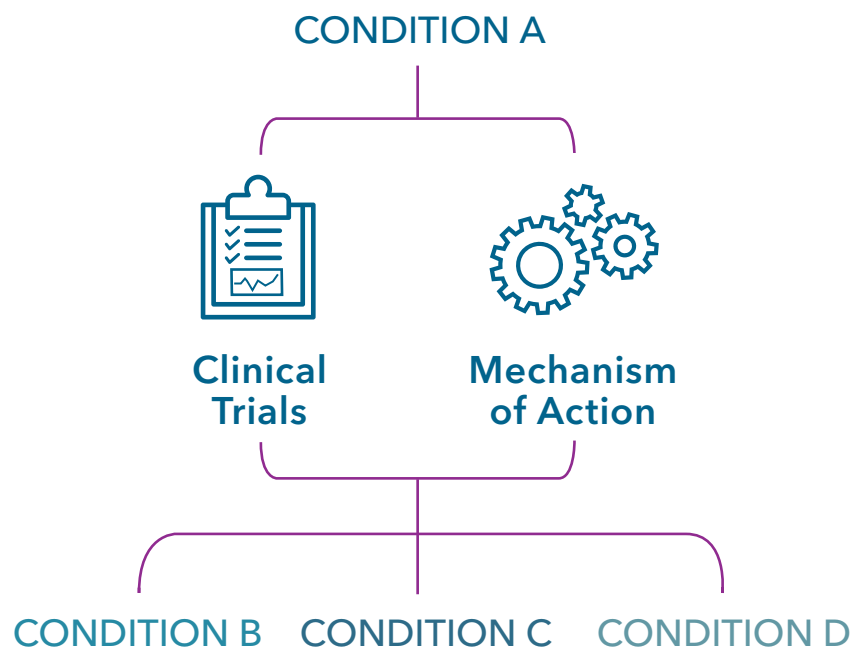 CONDITION A
Clinical
Trials
Mechanism
of Action
CONDITION B
CONDITION C
CONDITION D